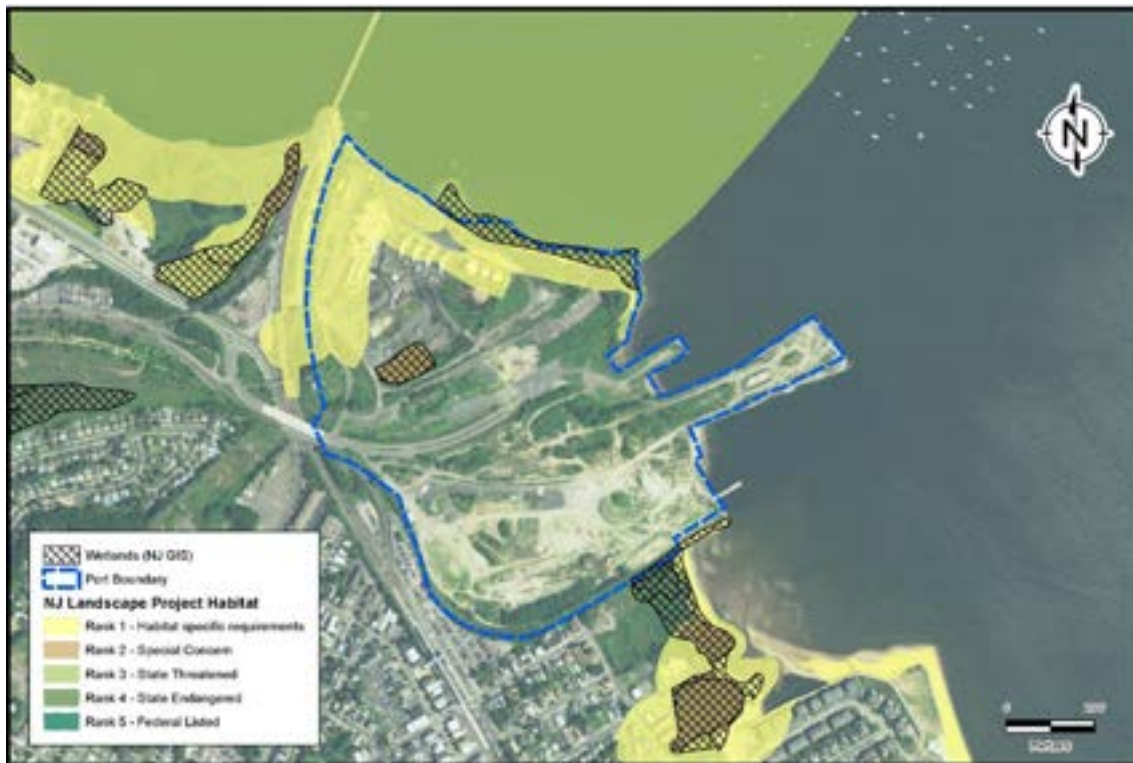 N
Wetlands (NJ GIS)
Port Boundary
NJ Landscape Project Habitat
Rank 1 - Habitat specific requirements
Rank 2 - Special Concern
Rank 3 - State Threatened
Rank 4 - State Endangered
Rank 5 - Federal Listed
0